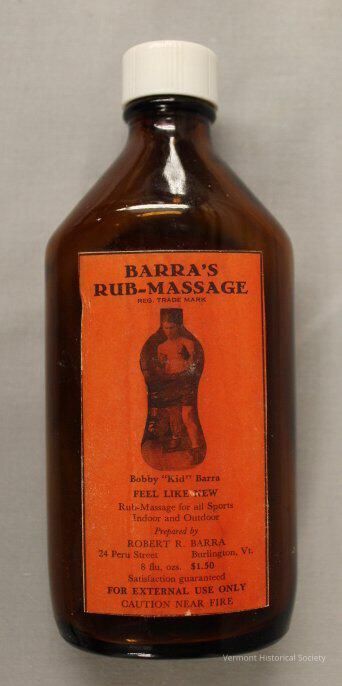 BARRA'S
RUB-MASSAGE
REG. TRADE MARK
Bobby "Kid" Barra
FEEL LIKE NEW
Rub-Massage for all Sports
Indoor and Outdoor
Prepared by
ROBERT R. BARRA
24 Peru Street Burlington, Vt.
8 flu. ozs. $1.50
Satisfaction guaranteed
FOR EXTERNAL USE ONLY
CAUTION NEAR FIRE
Vermont Historical Society